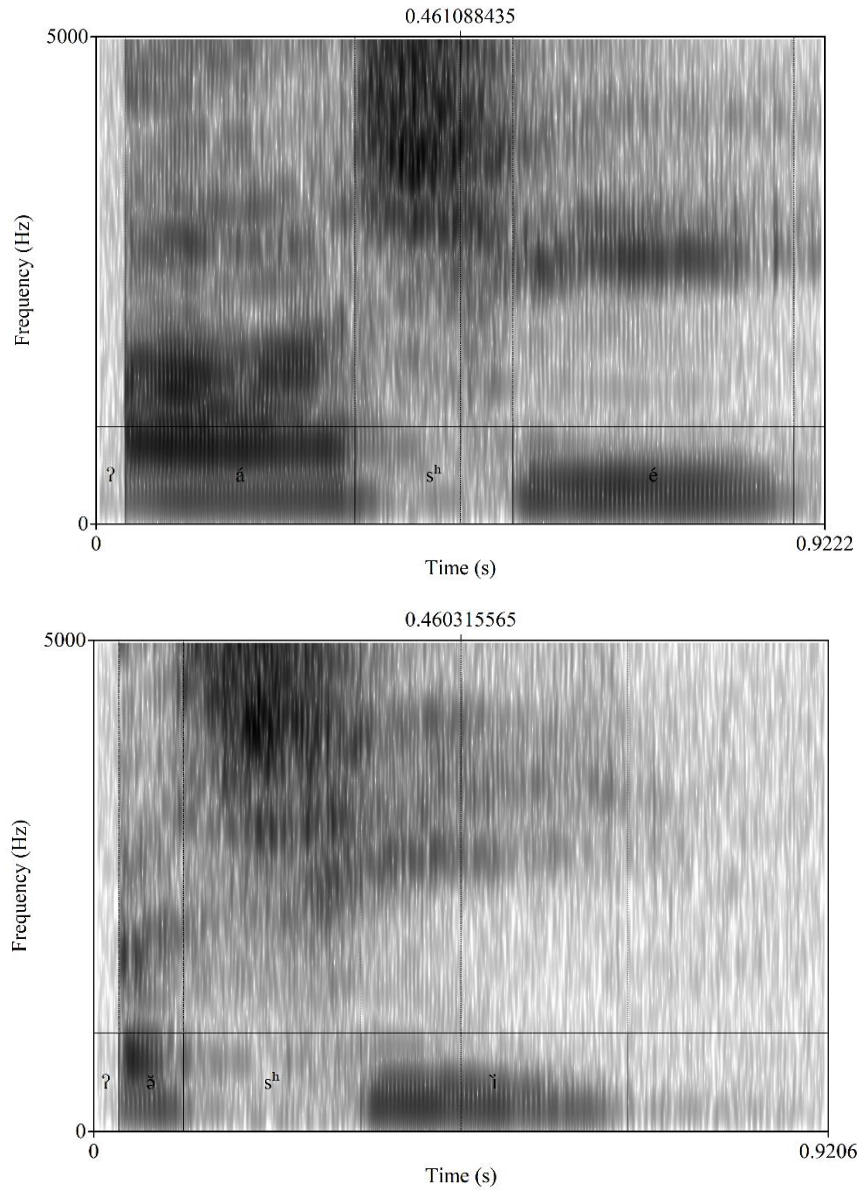 0.461088435
5000
Frequency (Hz)
ʔ á sʰ é
0
0 0.9222
Time (s)
0.460315565
5000
Frequency (Hz)
ʔ ə̌ sʰ ǐ
0
0 0.9206
Time (s)